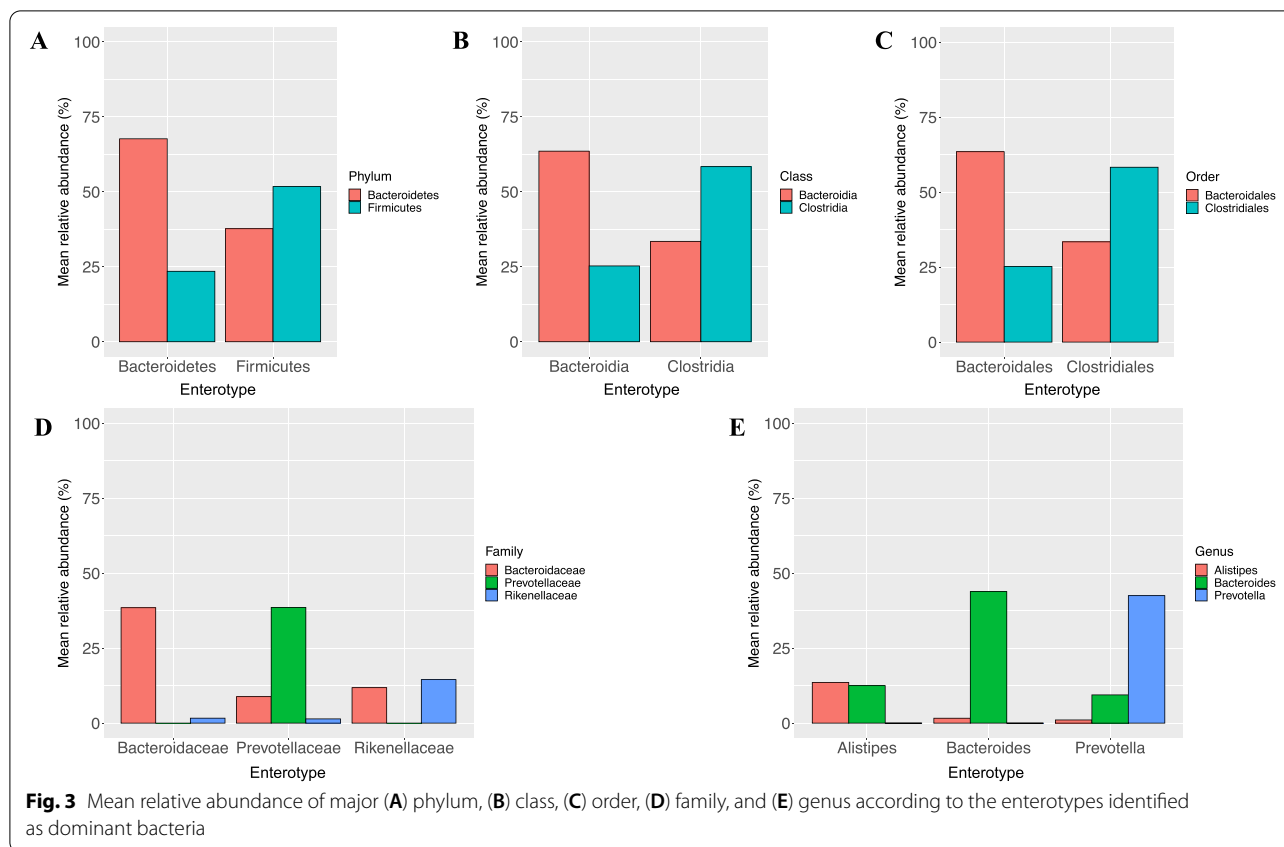 A
Mean relative abundance (%)
100
75
50
25
0
Bacteroidetes Firmicutes
Enterotype
Phylum
Bacteroidetes
Firmicutes
B
Mean relative abundance (%)
100
75
50
25
0
Bacteroidia Clostridia
Enterotype
Class
Bacteroidia
Clostridia
C
Mean relative abundance (%)
100
75
50
25
0
Bacteroidales Clostridiales
Enterotype
Order
Bacteroidales
Clostridiales
D
Mean relative abundance (%)
100
75
50
25
0
Bacteroidaceae Prevotellaceae Rikenellaceae
Enterotype
Family
Bacteroidaceae
Prevotellaceae
Rikenellaceae
E
Mean relative abundance (%)
100
75
50
25
0
Alistipes Bacteroides Prevotella
Enterotype
Genus
Alistipes
Bacteroides
Prevotella
Fig. 3 Mean relative abundance of major (A) phylum, (B) class, (C) order, (D) family, and (E) genus according to the enterotypes identified
as dominant bacteria